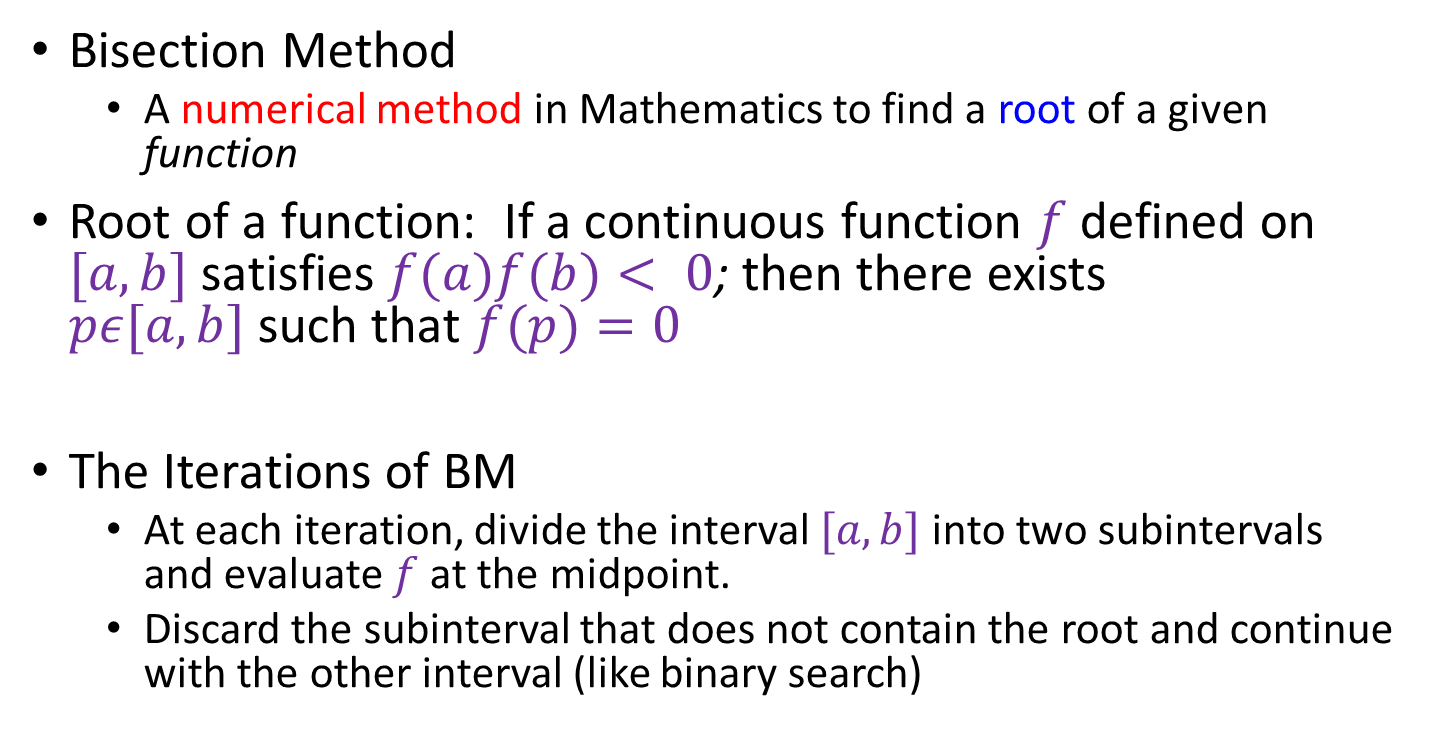 • Bisection Method
• A numerical method in Mathematics to find a root of a given
function
• Root of a function:  If a continuous function f defined on
[a, b] satisfies f(a)f(b) <  0; then there exists
pϵ[a, b] such that f(p) = 0
• The Iterations of BM
• At each iteration, divide the interval [a, b] into two subintervals
and evaluate f at the midpoint.
• Discard the subinterval that does not contain the root and continue
with the other interval (like binary search)